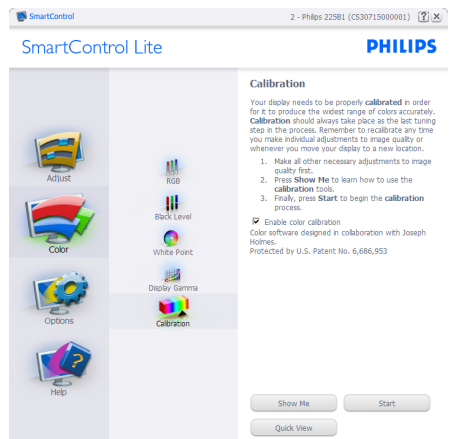 SmartControl
2 - Philips 225B1 (CS30715000001)
SmartControl Lite
PHILIPS
Adjust
Color
Options
Help
RGB
Black Level
White Point
Display Gamma
Calibration
Calibration
Your display needs to be properly calibrated in order
for it to produce the widest range of colors accurately.
Calibration should always take place as the last tuning
step in the process. Remember to recalibrate any time
you make individual adjustments to image quality or
whenever you move your display to a new location.
1. Make all other necessary adjustments to image
quality first.
2. Press Show Me to learn how to use the
calibration tools.
3. Finally, press Start to begin the calibration
process.
Enable color calibration
Color software designed in collaboration with Joseph
Holmes.
Protected by U.S. Patent No. 6,686,953
Show Me
Start
Quick View